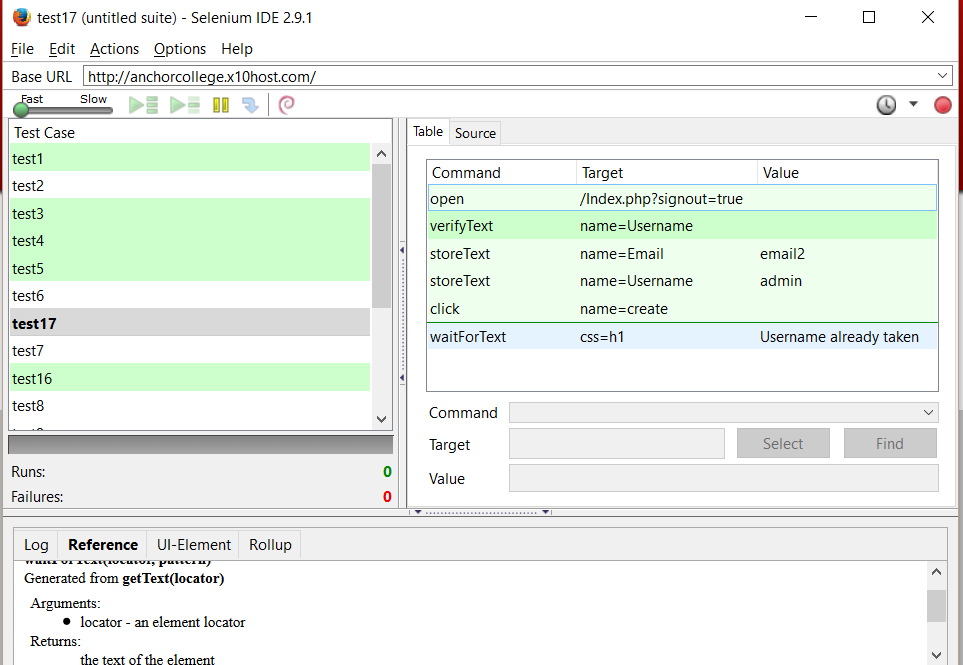 test17 (untitled suite) - Selenium IDE 2.9.1
File Edit Actions Options Help
Base URL http://anchorcollege.x10host.com/
Fast Slow
Test Case
test1
test2
test3
test4
test5
test6
test17
test7
test16
test8
Runs: 0
Failures: 0
Table Source
Command Target Value
open /Index.php?signout=true
verifyText name=Username
storeText name=Email email2
storeText name=Username admin
click name=create
waitForText css=h1 Username already taken
Command
Target Select Find
Value
Log Reference UI-Element Rollup
waitForText(locator, pattern)
Generated from getText(locator)
Arguments:
locator - an element locator
Returns:
the text of the element